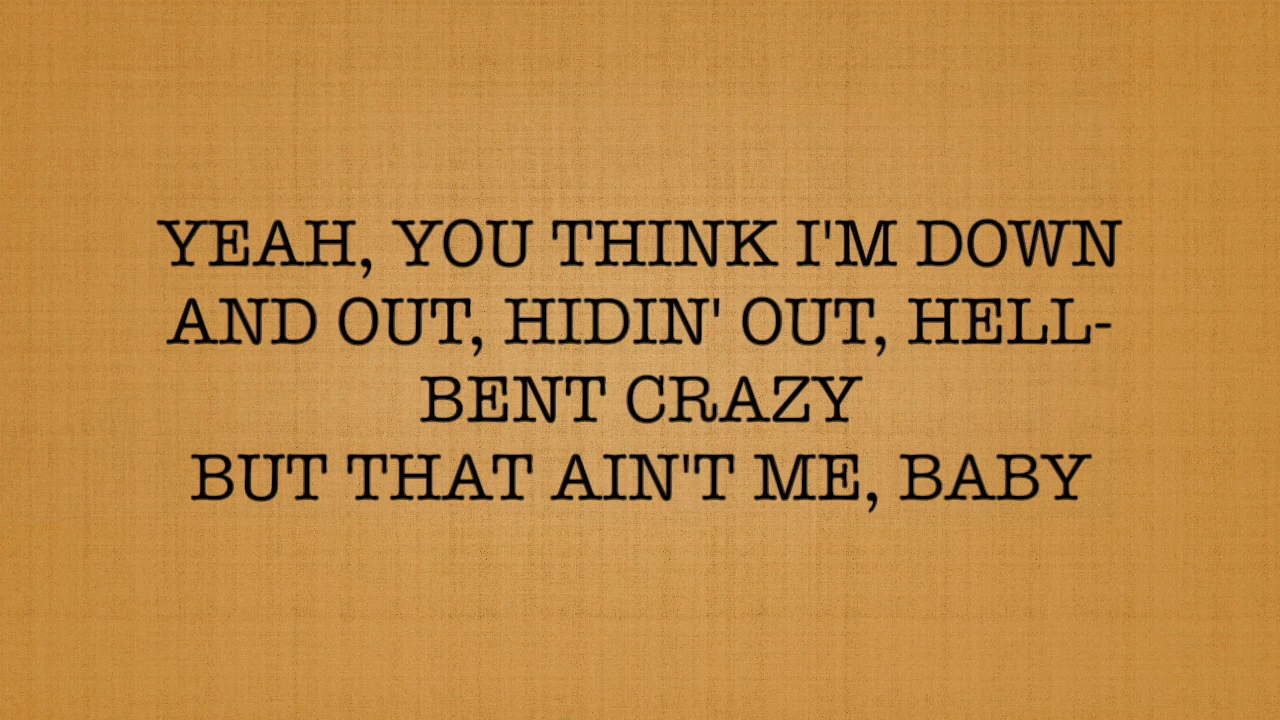 YEAH, YOU THINK I'M DOWN
AND OUT, HIDIN' OUT, HELL-
BENT CRAZY
BUT THAT AIN'T ME, BABY